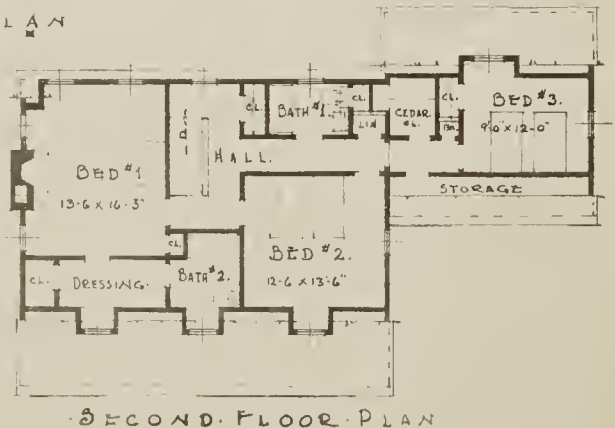 LAN
CL.
BATH #1.
CL.
LIN
CEDAR CL.
CL.
BED #3.
9'-0" X 12-0"
HALL.
BED #1
13-6 X 16-3"
STORAGE
CL.
BED #2.
12-6 X 13'-6"
CL.
DRESSING.
BATH #2.
·SECOND·FLOOR·PLAN